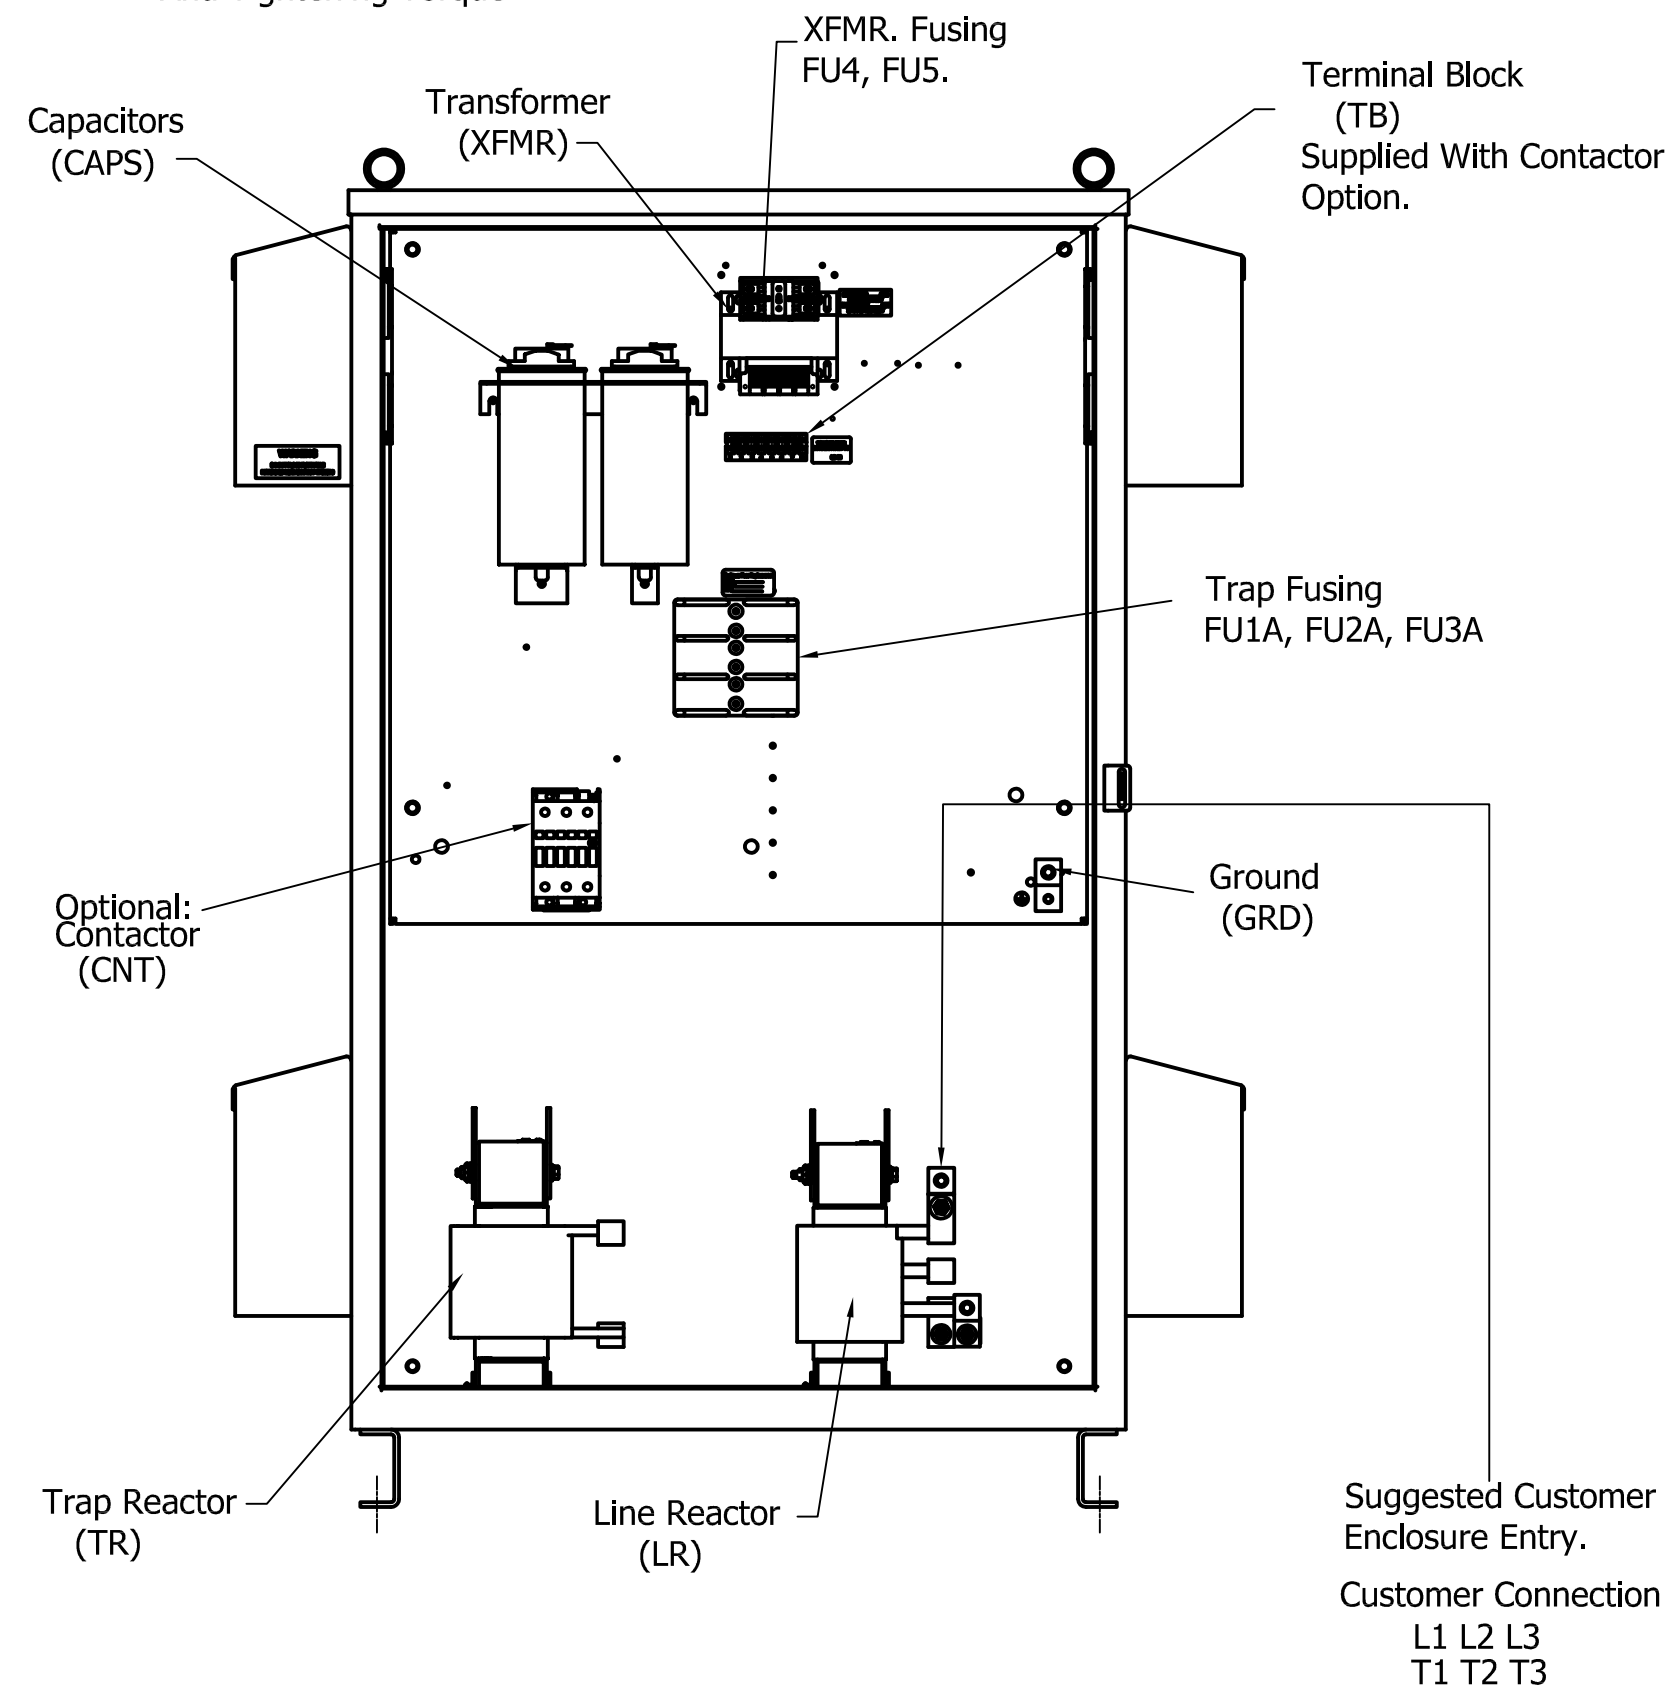 XFMR. Fusing
FU4, FU5.
Terminal Block
(TB)
Supplied With Contactor
Option.
Transformer
(XFMR)
Capacitors
(CAPS)
WARNING
Trap Fusing
FU1A, FU2A, FU3A
Ground
(GRD)
Optional:
Contactor
(CNT)
Trap Reactor
(TR)
Line Reactor
(LR)
Suggested Customer
Enclosure Entry.
Customer Connection
L1 L2 L3
T1 T2 T3